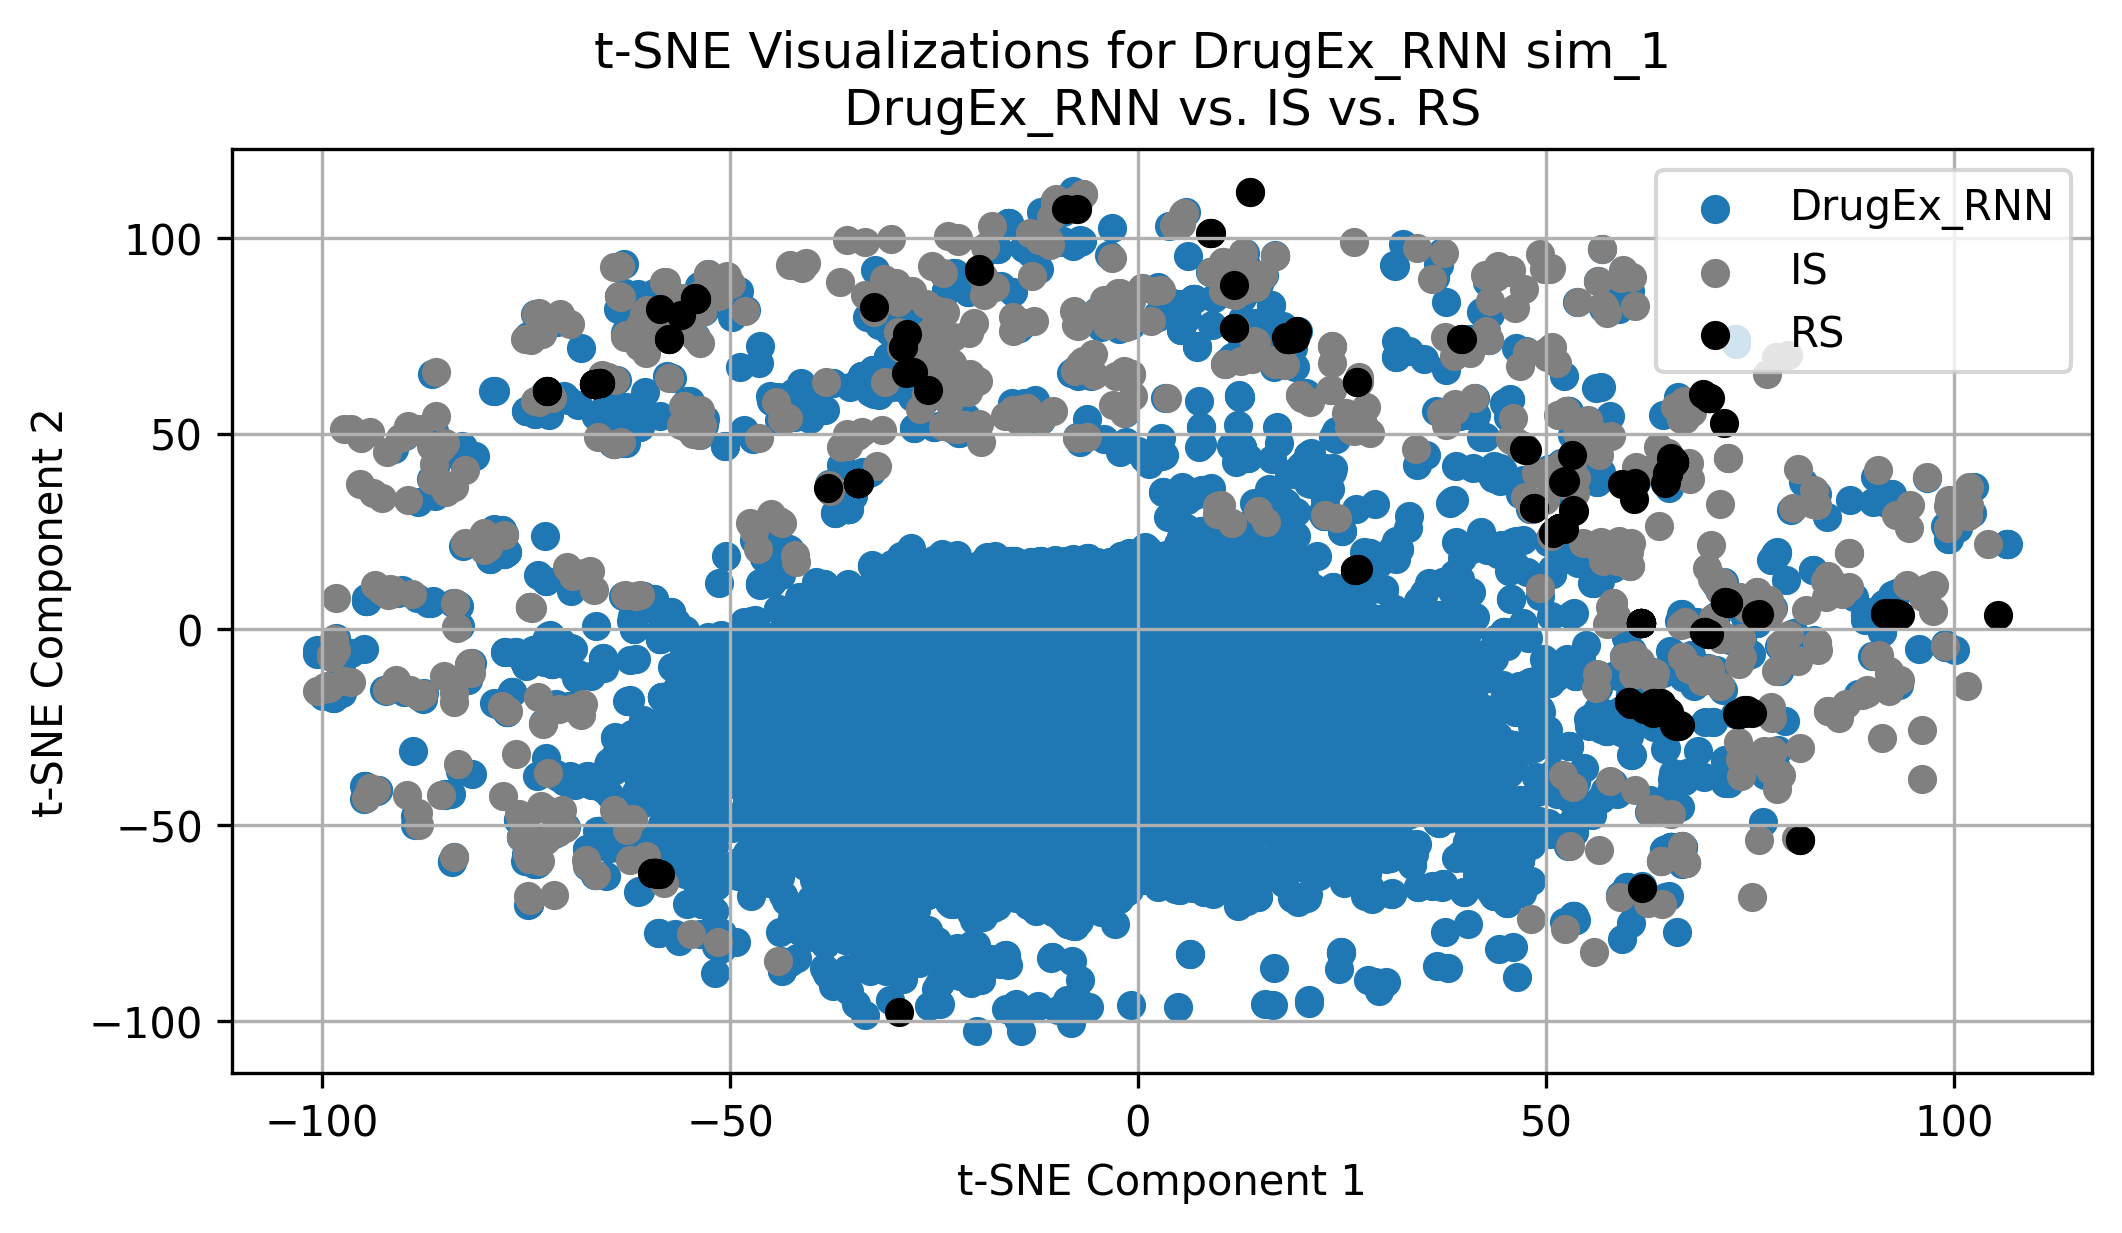 t-SNE Visualizations for DrugEx_RNN sim_1
DrugEx_RNN vs. IS vs. RS
DrugEx_RNN
IS
RS
t-SNE Component 2
100
50
0
−50
−100
−100
−50
0
50
100
t-SNE Component 1